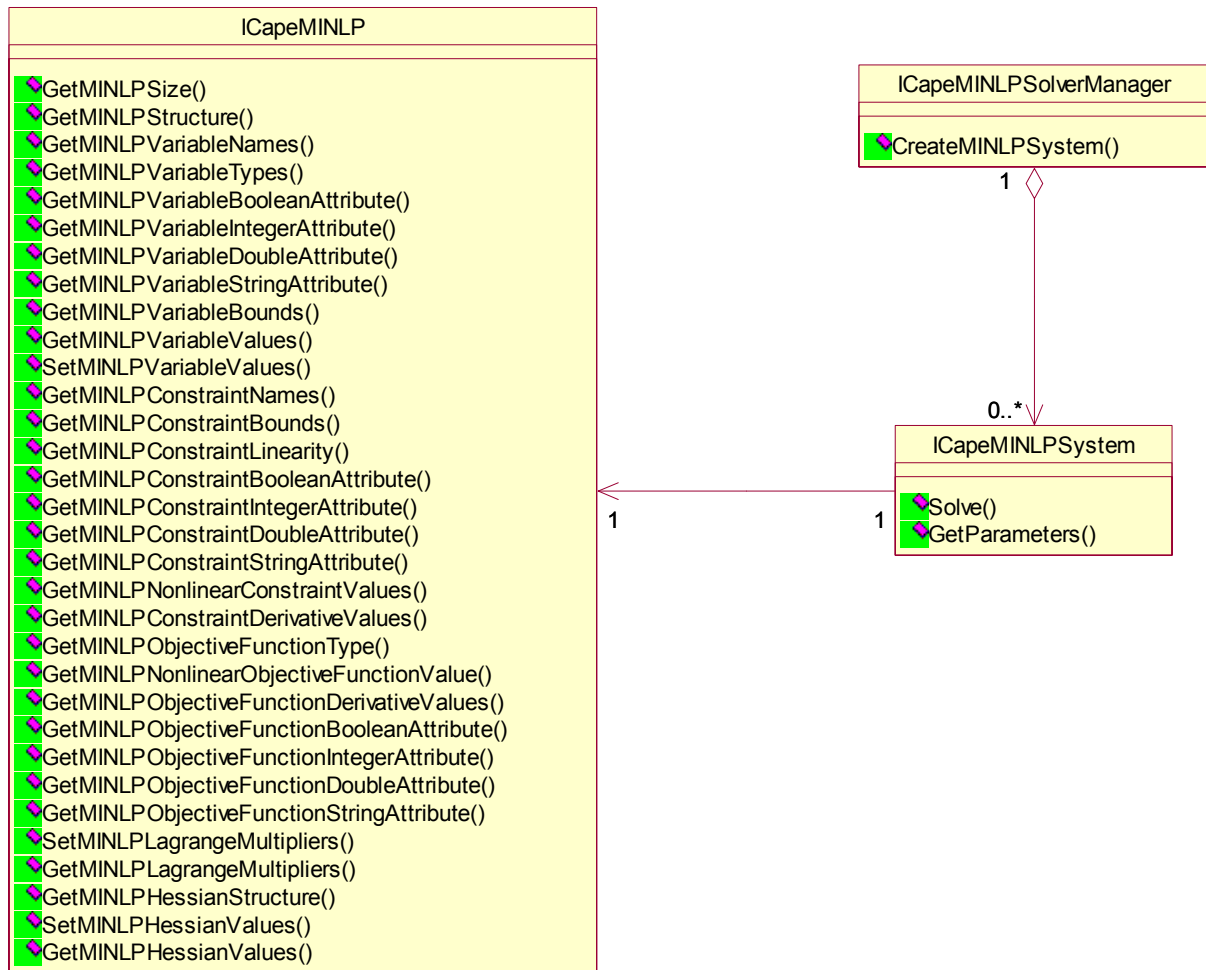 ICapeMINLP
GetMINLPSize()
GetMINLPStructure()
GetMINLPVariableNames()
GetMINLPVariableTypes()
GetMINLPVariableBooleanAttribute()
GetMINLPVariableIntegerAttribute()
GetMINLPVariableDoubleAttribute()
GetMINLPVariableStringAttribute()
GetMINLPVariableBounds()
GetMINLPVariableValues()
SetMINLPVariableValues()
GetMINLPConstraintNames()
GetMINLPConstraintBounds()
GetMINLPConstraintLinearity()
GetMINLPConstraintBooleanAttribute()
GetMINLPConstraintIntegerAttribute()
GetMINLPConstraintDoubleAttribute()
GetMINLPConstraintStringAttribute()
GetMINLPNonlinearConstraintValues()
GetMINLPConstraintDerivativeValues()
GetMINLPObjectiveFunctionType()
GetMINLPNonlinearObjectiveFunctionValue()
GetMINLPObjectiveFunctionDerivativeValues()
GetMINLPObjectiveFunctionBooleanAttribute()
GetMINLPObjectiveFunctionIntegerAttribute()
GetMINLPObjectiveFunctionDoubleAttribute()
GetMINLPObjectiveFunctionStringAttribute()
SetMINLPLagrangeMultipliers()
GetMINLPLagrangeMultipliers()
GetMINLPHessianStructure()
SetMINLPHessianValues()
GetMINLPHessianValues()
ICapeMINLPSolverManager
CreateMINLPSystem()
1
0..*
ICapeMINLPSystem
Solve()
GetParameters()
1
1